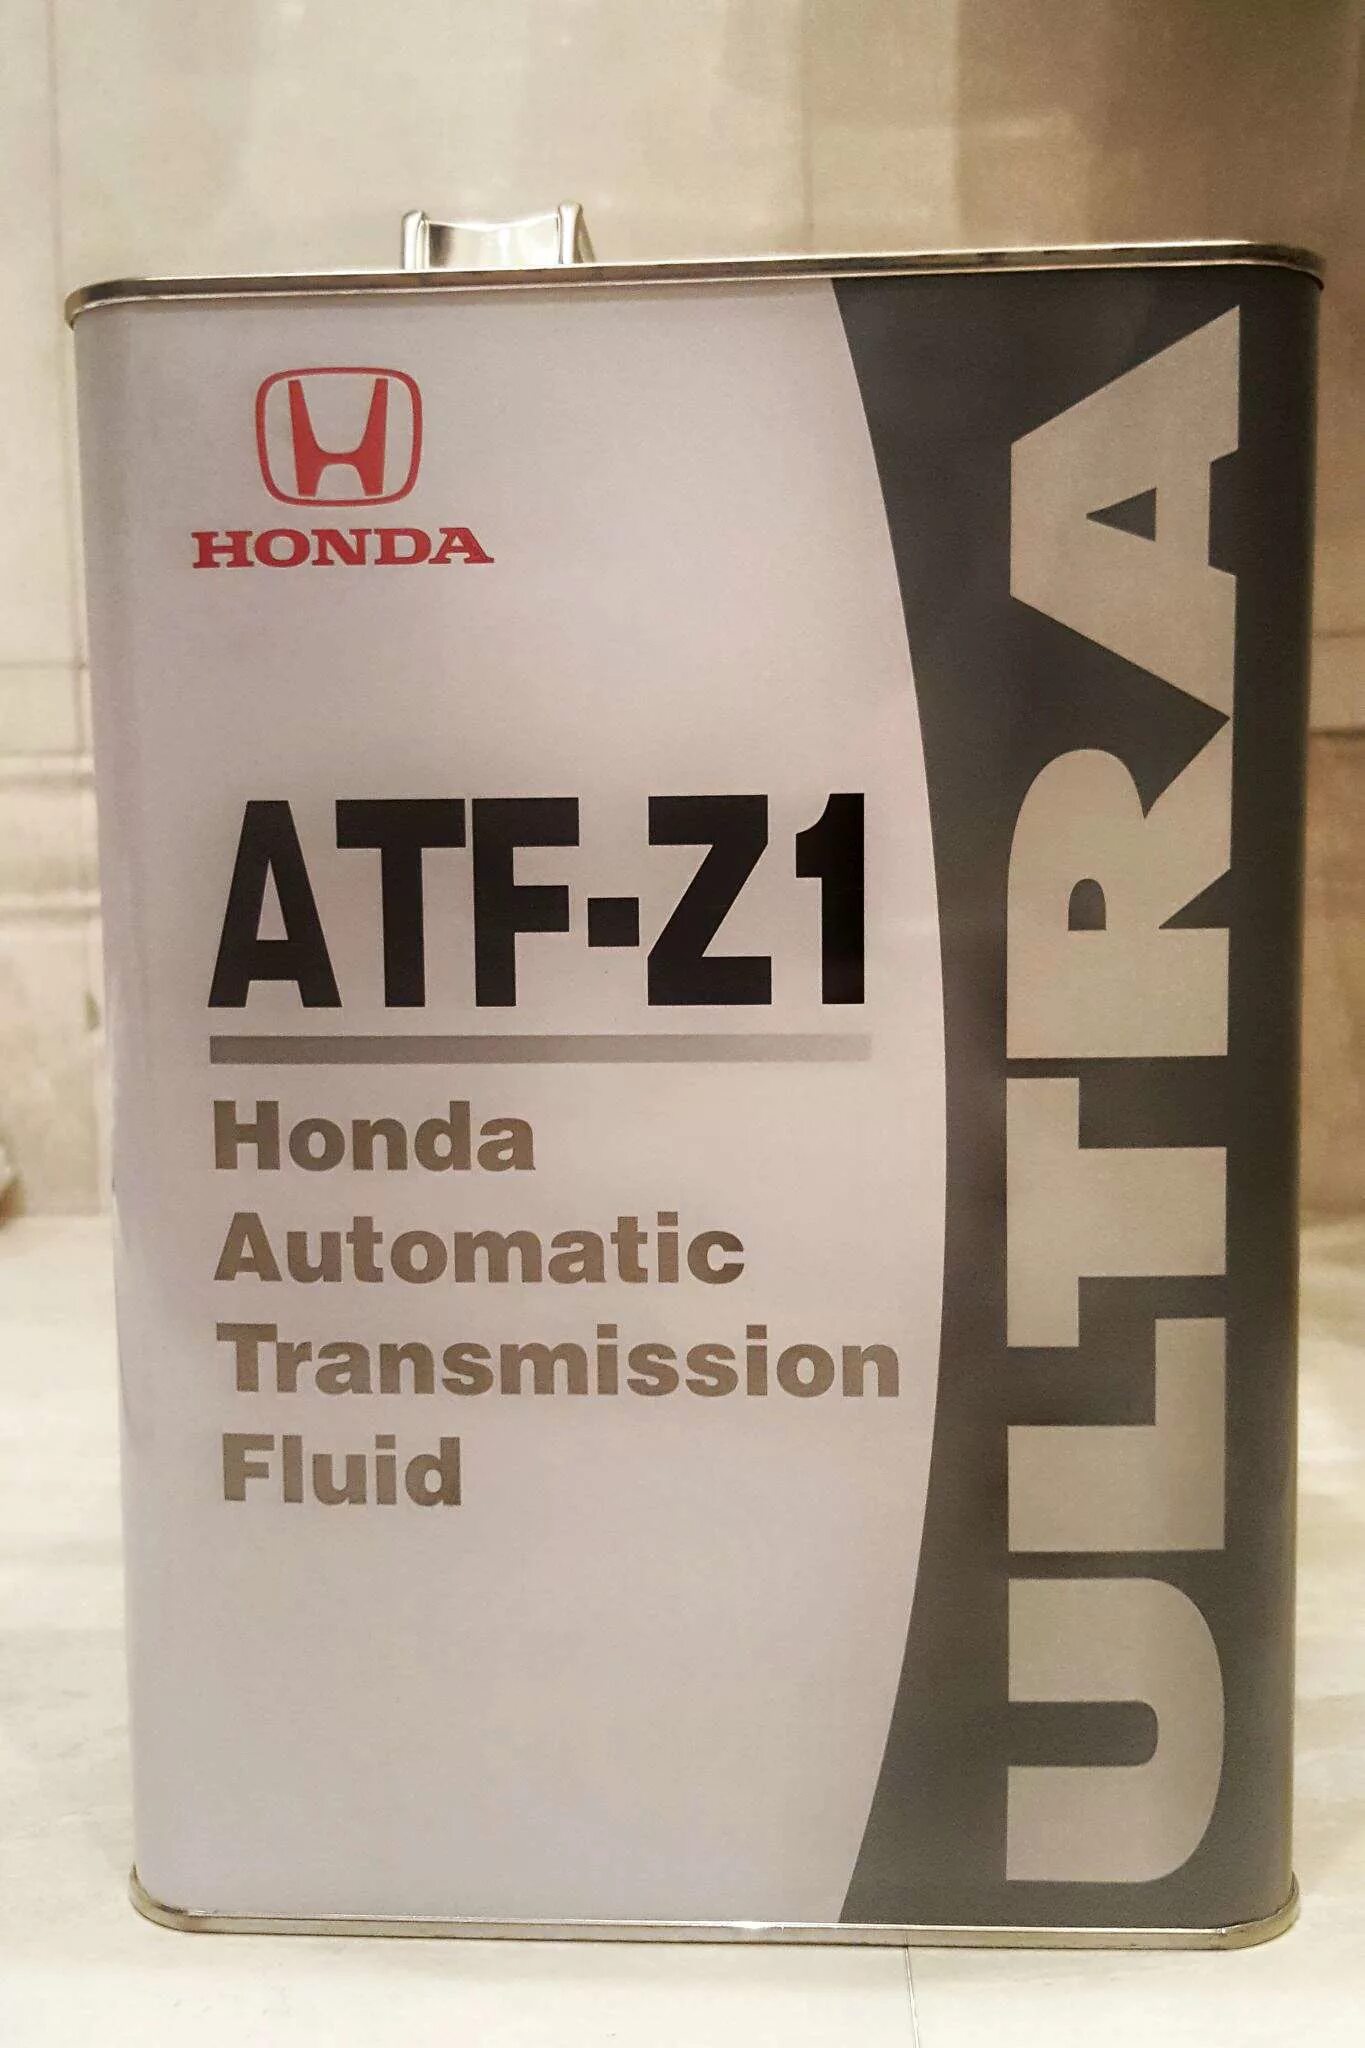 HONDA
ATF-Z1
Honda
Automatic
Transmission
Fluid
ULTRA